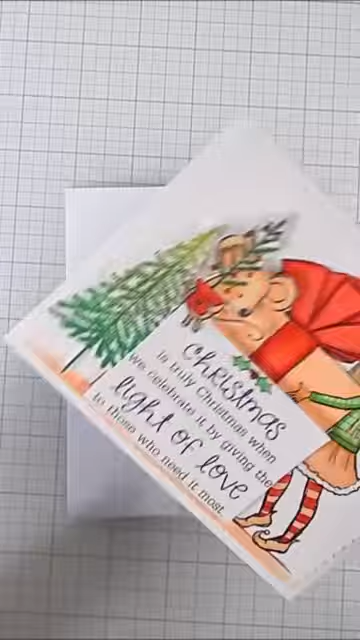 christmas
is truly Christmas when
we celebrate it by giving the
light of love
to those who need it most.